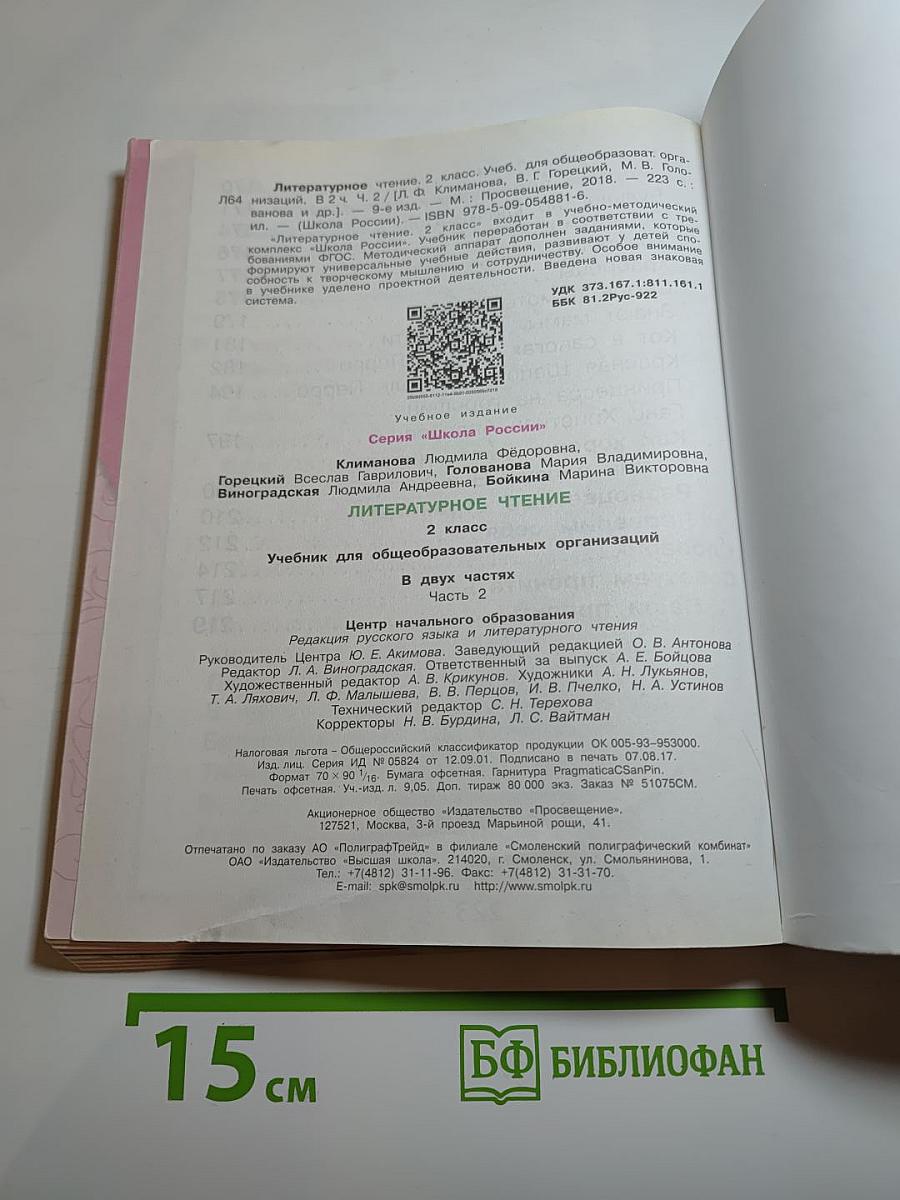 Литературное чтение. 2 класс. Учеб. для общеобразоват. орга-
Л64 низаций. В 2 ч. Ч. 2 / [Л. Ф. Климанова, В. Г. Горецкий, М. В. Голо-
ванова и др.]. — 9-е изд. — М. : Просвещение, 2018. — 223 с. :
ил. — (Школа России). — ISBN 978-5-09-054881-6.
«Литературное чтение. 2 класс» входит в учебно-методический
комплекс «Школа России». Учебник переработан в соответствии с тре-
бованиями ФГОС. Методический аппарат дополнен заданиями, которые
формируют универсальные учебные действия, развивают у детей спо-
собность к творческому мышлению и сотрудничеству. Особое внимание
в учебнике уделено проектной деятельности. Введена новая знаковая
система.
УДК 373.167.1:811.161.1
ББК 81.2Рус-922
Учебное издание
Серия «Школа России»
Климанова Людмила Фёдоровна,
Горецкий Всеслав Гаврилович, Голованова Мария Владимировна,
Виноградская Людмила Андреевна, Бойкина Марина Викторовна
ЛИТЕРАТУРНОЕ ЧТЕНИЕ
2 класс
Учебник для общеобразовательных организаций
В двух частях
Часть 2
Центр начального образования
Редакция русского языка и литературного чтения
Руководитель Центра Ю. Е. Акимова. Заведующий редакцией О. В. Антонова
Редактор Л. А. Виноградская. Ответственный за выпуск А. Е. Бойцова
Художественный редактор А. В. Крикунов. Художники А. Н. Лукьянов,
Т. А. Ляхович, Л. Ф. Малышева, В. В. Перцов, И. В. Пчелко, Н. А. Устинов
Технический редактор С. Н. Терехова
Корректоры Н. В. Бурдина, Л. С. Вайтман
Налоговая льгота – Общероссийский классификатор продукции ОК 005-93–953000.
Изд. лиц. Серия ИД № 05824 от 12.09.01. Подписано в печать 07.08.17.
Формат 70 × 90 1/16. Бумага офсетная. Гарнитура PragmaticaCSanPin.
Печать офсетная. Уч.-изд. л. 9,05. Доп. тираж 80 000 экз. Заказ № 51075СМ.
Акционерное общество «Издательство «Просвещение».
127521, Москва, 3-й проезд Марьиной рощи, 41.
Отпечатано по заказу АО «ПолиграфТрейд» в филиале «Смоленский полиграфический комбинат»
ОАО «Издательство «Высшая школа». 214020, г. Смоленск, ул. Смольянинова, 1.
Тел.: +7(4812) 31-11-96. Факс: +7(4812) 31-31-70.
E-mail: spk@smolpk.ru http://www.smolpk.ru
15 см
БФ БИБЛИОФАН